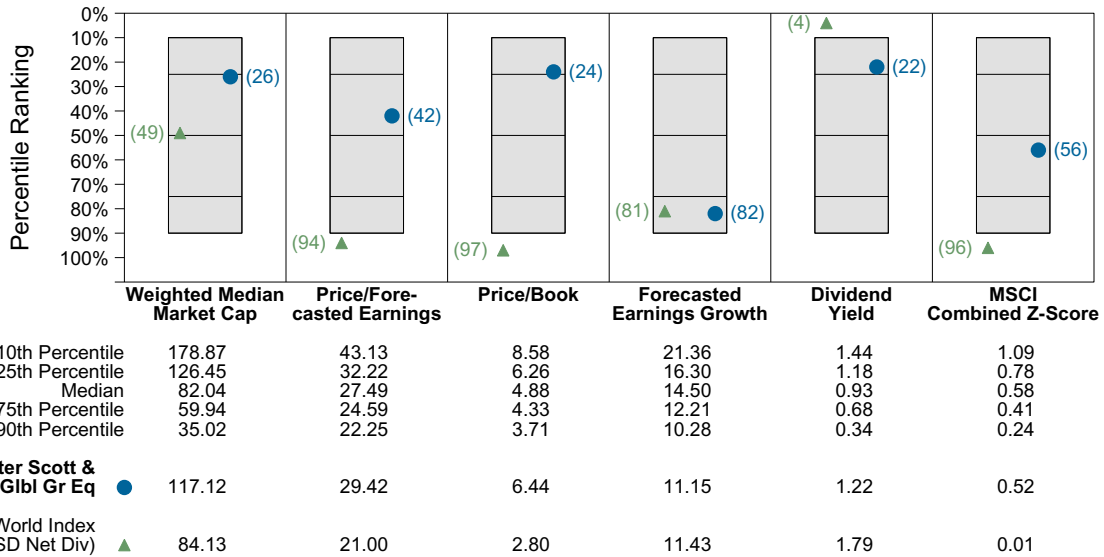 Percentile Ranking
0%
10%
20%
30%
40%
50%
60%
70%
80%
90%
100%
(49) (26)
(94) (42)
(97) (24)
(81) (82)
(4) (22)
(96) (56)
Weighted Median
Market Cap
Price/Fore-
casted Earnings
Price/Book
Forecasted
Earnings Growth
Dividend
Yield
MSCI
Combined Z-Score
10th Percentile 178.87 43.13 8.58 21.36 1.44 1.09
25th Percentile 126.45 32.22 6.26 16.30 1.18 0.78
Median 82.04 27.49 4.88 14.50 0.93 0.58
75th Percentile 59.94 24.59 4.33 12.21 0.68 0.41
90th Percentile 35.02 22.25 3.71 10.28 0.34 0.24
Scott &
Glbl Gr Eq 117.12 29.42 6.44 11.15 1.22 0.52
World Index
Net Div) 84.13 21.00 2.80 11.43 1.79 0.01